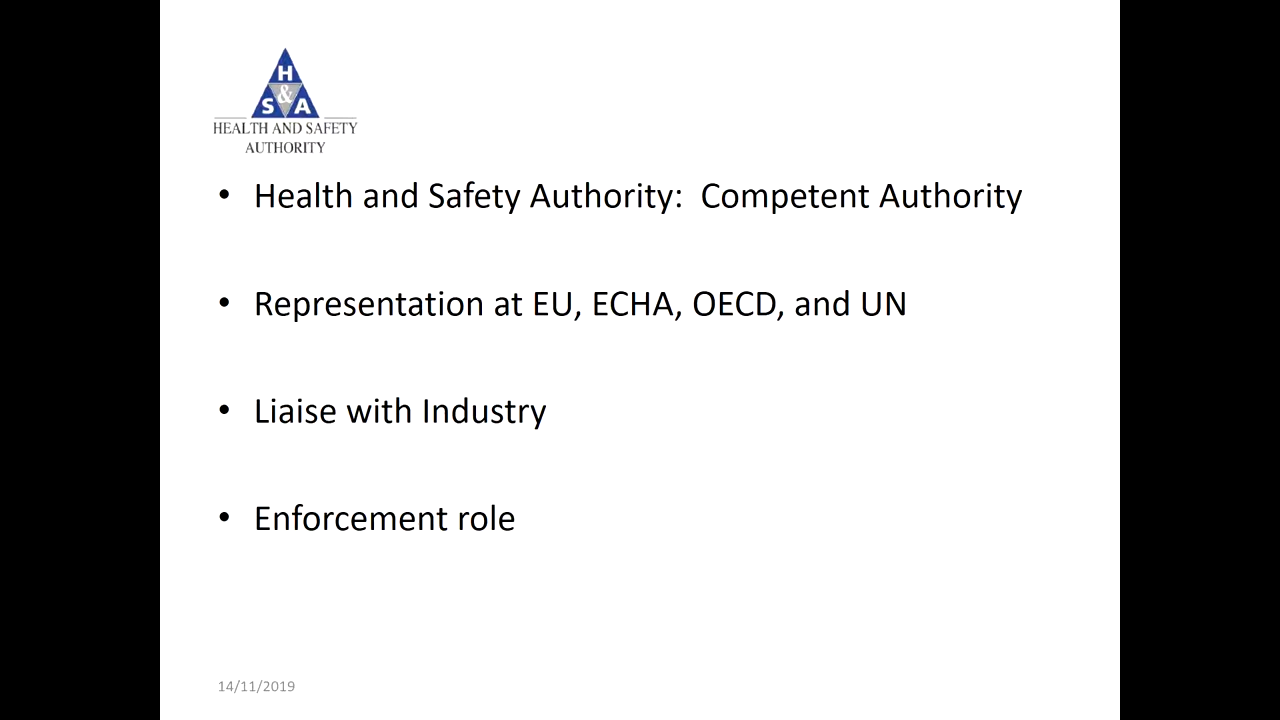 H
&
S A
HEALTH AND SAFETY
AUTHORITY
• Health and Safety Authority:  Competent Authority
• Representation at EU, ECHA, OECD, and UN
• Liaise with Industry
• Enforcement role
14/11/2019